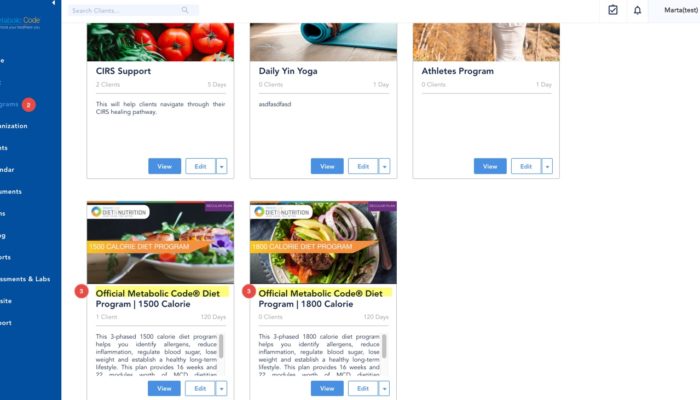 etabolic Code
Search Clients...
Marta(test)
e
t
grams 2
anization
ets
endar
uments
ms
ng
orts
essments & Labs
site
port
CIRS Support
2 Clients 5 Days
This will help clients navigate through their
CIRS healing pathway.
View Edit
Daily Yin Yoga
0 Clients 1 Day
asdfasdfasd
View Edit
Athletes Program
0 Clients 1 Day
View Edit
DIET & NUTRITION
REGULAR PLAN
1500 CALORIE DIET PROGRAM
3
Official Metabolic Code® Diet
Program | 1500 Calorie
1 Client 120 Days
This 3-phased 1500 calorie diet program
helps you identify allergens, reduce
inflammation, regulate blood sugar, lose
weight and establish a healthy long-term
lifestyle. This plan provides 16 weeks and
22 modules worth of MCD dietitian
View Edit
DIET & NUTRITION
REGULAR PLAN
1800 CALORIE DIET PROGRAM
3
Official Metabolic Code® Diet
Program | 1800 Calorie
0 Clients 120 Days
This 3-phased 1800 calorie diet program
helps you identify allergens, reduce
inflammation, regulate blood sugar, lose
weight and establish a healthy long-term
lifestyle. This plan provides 16 weeks and
22 modules worth of MCD dietitian
View Edit